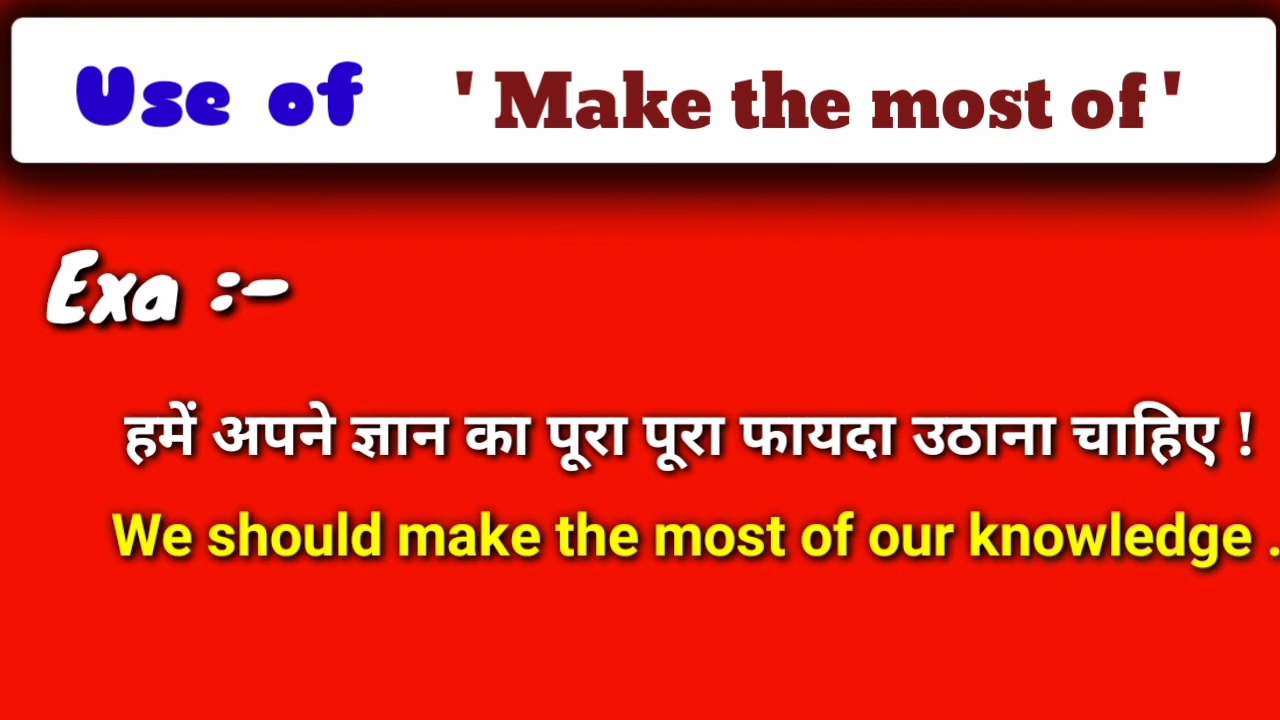 Use of ' Make the most of '
Exa :-
हमें अपने ज्ञान का पूरा पूरा फायदा उठाना चाहिए !
We should make the most of our knowledge .